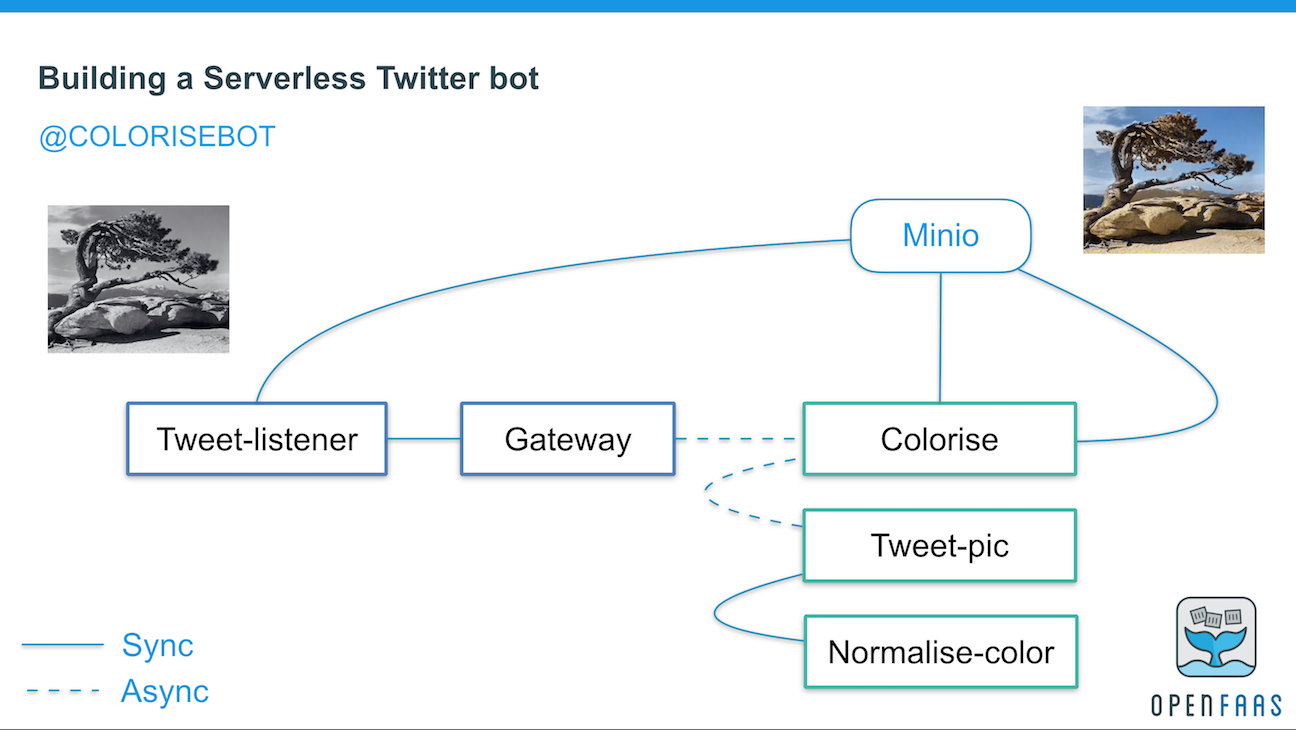 Building a Serverless Twitter bot
@COLORISEBOT
Minio
Tweet-listener
Gateway
Colorise
Tweet-pic
Normalise-color
Sync
Async
OPENFAAS